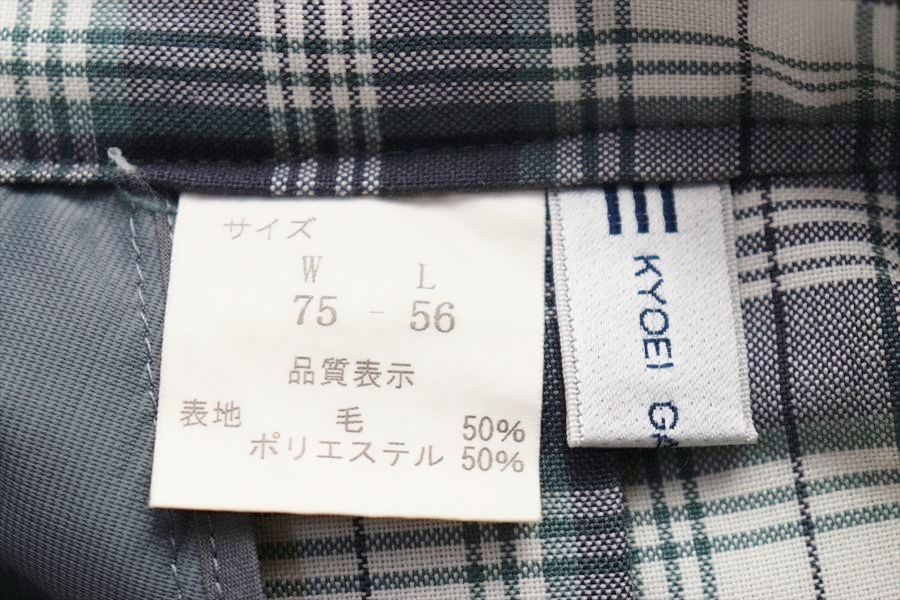 サイズ
W L
75 - 56
品質表示
表地 毛 50%
ポリエステル 50%
KYOEI